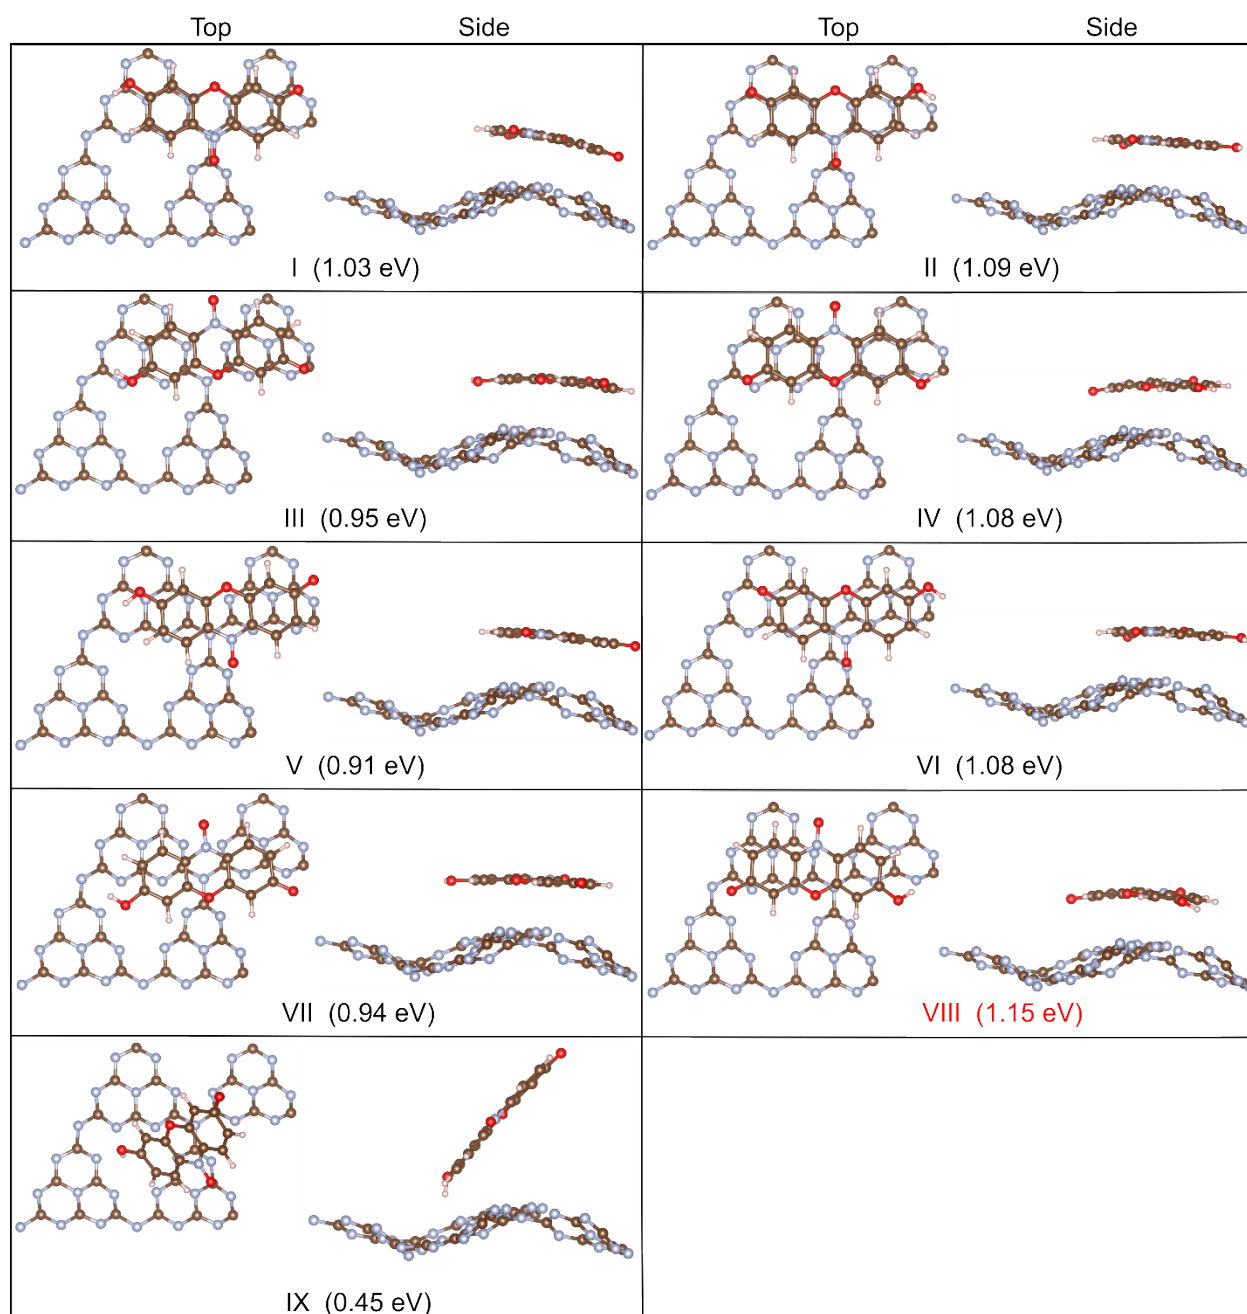 Top Side Top Side
I (1.03 eV) II (1.09 eV)
III (0.95 eV) IV (1.08 eV)
V (0.91 eV) VI (1.08 eV)
VII (0.94 eV) VIII (1.15 eV)
IX (0.45 eV)